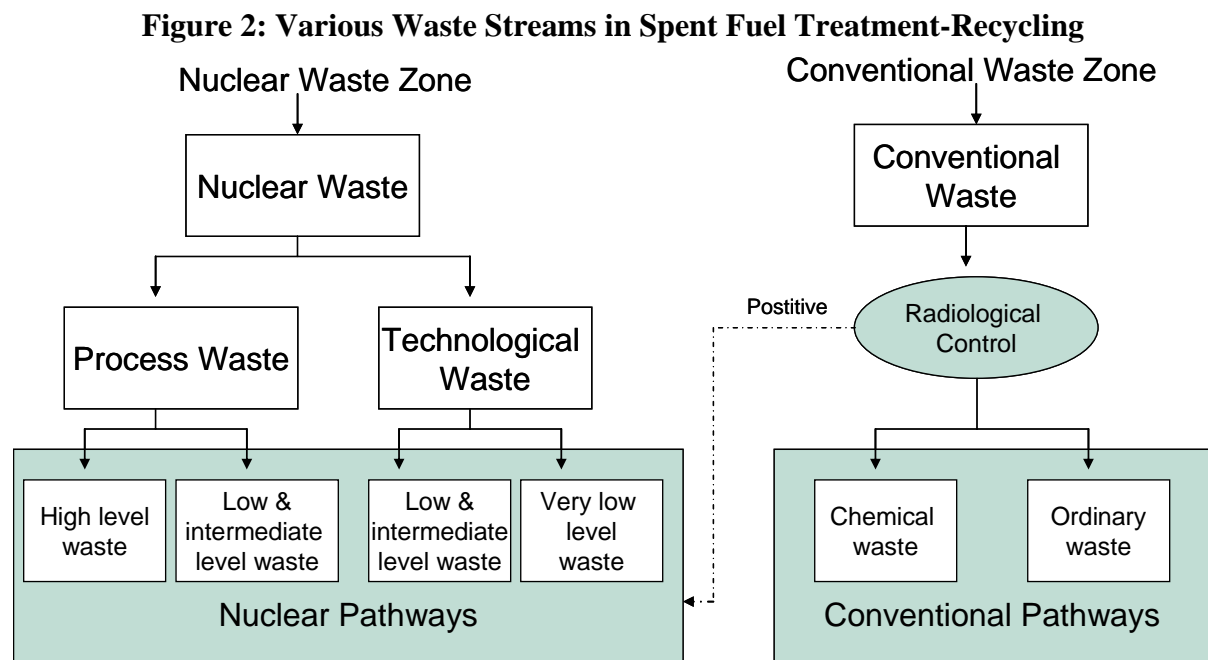 Figure 2: Various Waste Streams in Spent Fuel Treatment-Recycling
Nuclear Waste Zone
Nuclear Waste
Process Waste
Technological
Waste
High level
waste
Low &
intermediate
level waste
Low &
intermediate
level waste
Very low
level
waste
Nuclear Pathways
Conventional Waste Zone
Conventional
Waste
Postitive
Radiological
Control
Chemical
waste
Ordinary
waste
Conventional Pathways